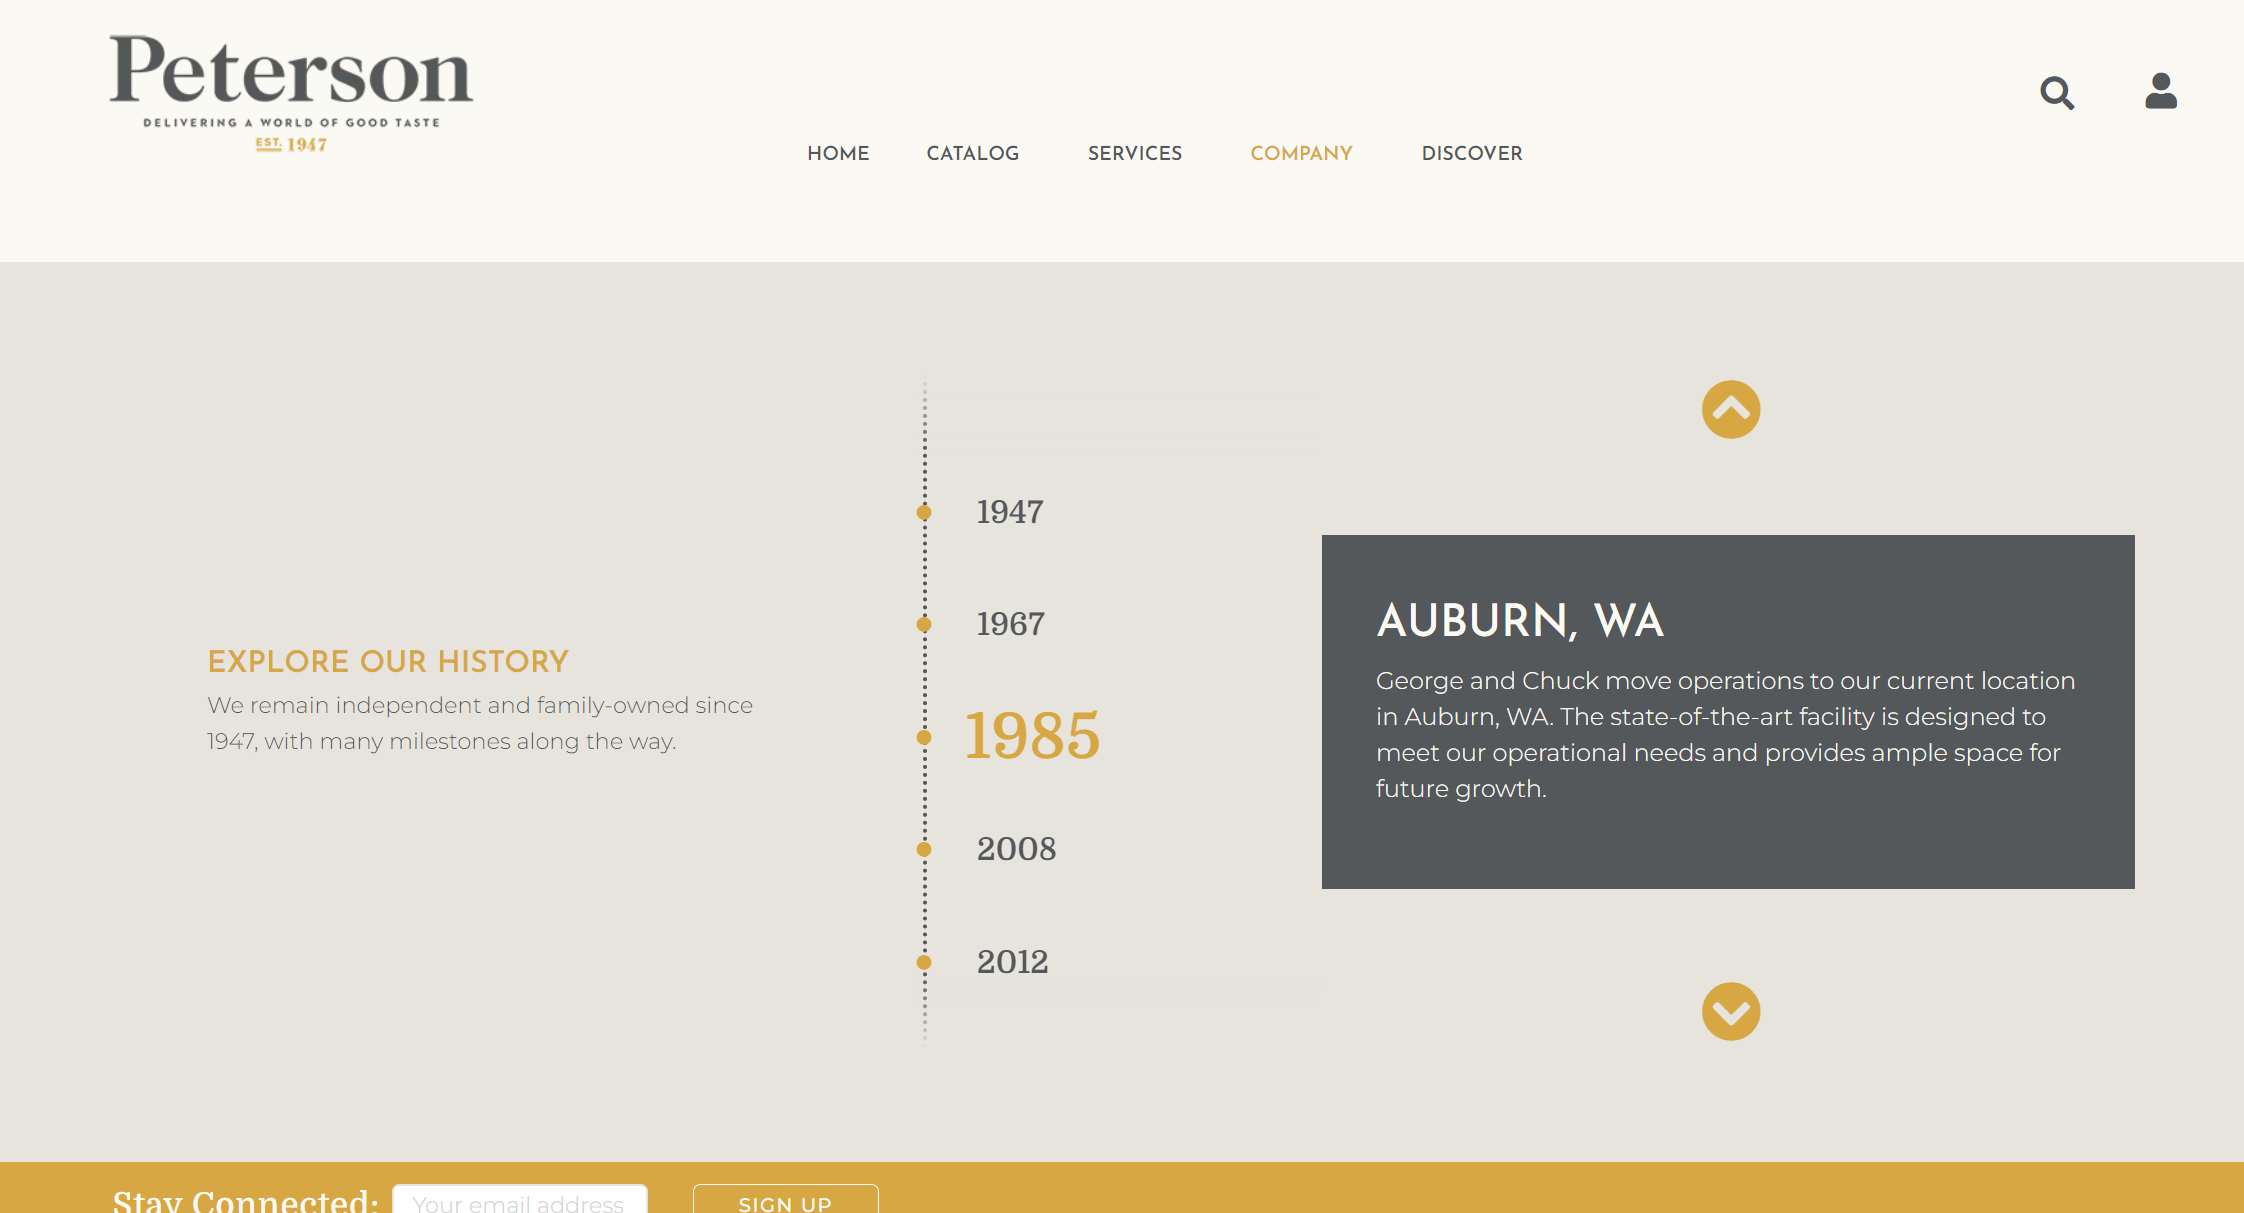 Peterson
DELIVERING A WORLD OF GOOD TASTE
EST. 1947
HOME
CATALOG
SERVICES
COMPANY
DISCOVER
EXPLORE OUR HISTORY
We remain independent and family-owned since
1947, with many milestones along the way.
1947
1967
1985
2008
2012
AUBURN, WA
George and Chuck move operations to our current location
in Auburn, WA. The state-of-the-art facility is designed to
meet our operational needs and provides ample space for
future growth.
Stay Connected:
Your email address
SIGN UP